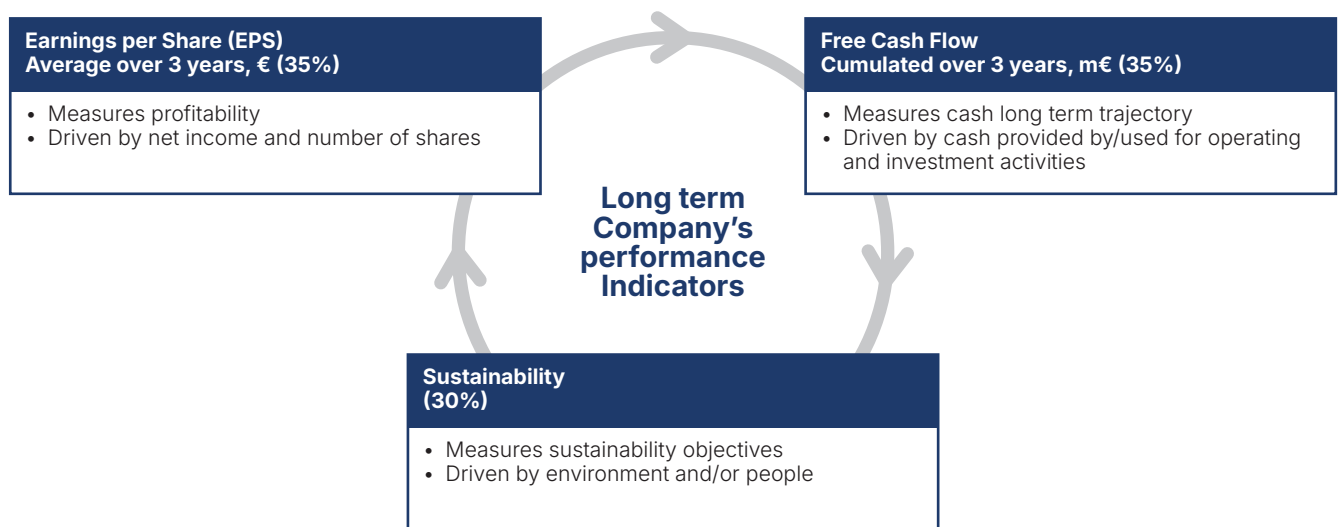 Earnings per Share (EPS)
Average over 3 years, € (35%)
• Measures profitability
• Driven by net income and number of shares
Free Cash Flow
Cumulated over 3 years, m€ (35%)
• Measures cash long term trajectory
• Driven by cash provided by/used for operating
and investment activities
Long term
Company’s
performance
Indicators
Sustainability
(30%)
• Measures sustainability objectives
• Driven by environment and/or people